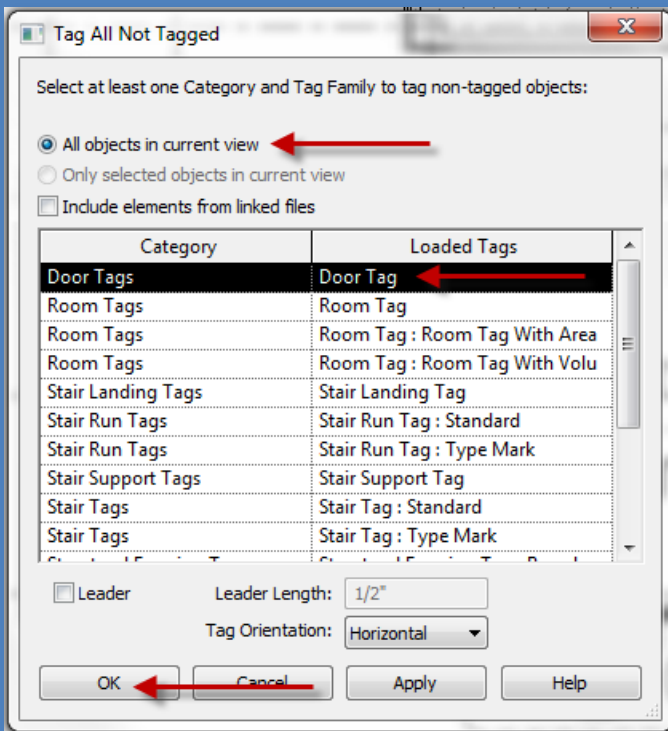 Tag All Not Tagged
Select at least one Category and Tag Family to tag non-tagged objects:
All objects in current view
Only selected objects in current view
Include elements from linked files
Category Loaded Tags
Door Tags Door Tag
Room Tags Room Tag
Room Tags Room Tag : Room Tag With Area
Room Tags Room Tag : Room Tag With Volu
Stair Landing Tags Stair Landing Tag
Stair Run Tags Stair Run Tag : Standard
Stair Run Tags Stair Run Tag : Type Mark
Stair Support Tags Stair Support Tag
Stair Tags Stair Tag : Standard
Stair Tags Stair Tag : Type Mark
Leader Leader Length: 1/2"
Tag Orientation: Horizontal
OK Cancel Apply Help